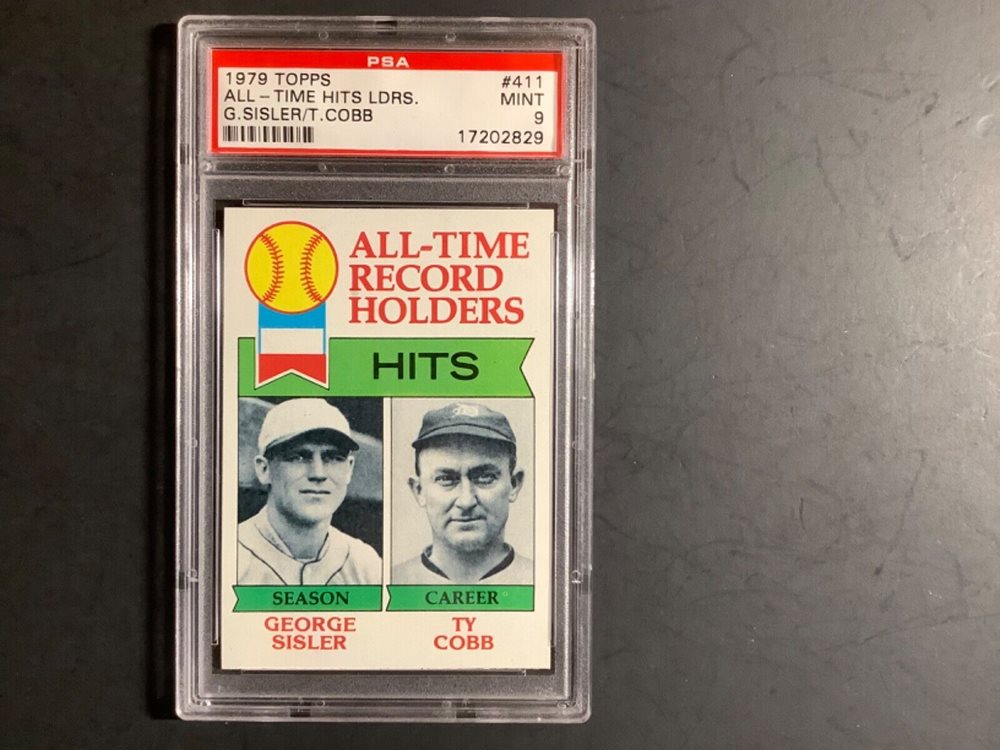 PSA
1979 TOPPS #411
ALL-TIME HITS LDRS. MINT
G.SISLER/T.COBB 9
17202829
ALL-TIME
RECORD
HOLDERS
HITS
SEASON CAREER
GEORGE TY
SISLER COBB